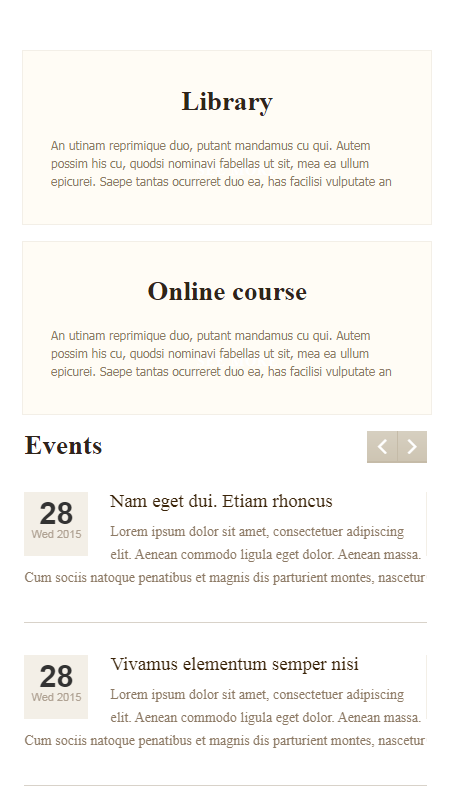 Library
An utinam reprimique duo, putant mandamus cu qui. Autem
possim his cu, quodsi nominavi fabellas ut sit, mea ea ullum
epicurei. Saepe tantas ocurreret duo ea, has facilisi vulputate an
Online course
An utinam reprimique duo, putant mandamus cu qui. Autem
possim his cu, quodsi nominavi fabellas ut sit, mea ea ullum
epicurei. Saepe tantas ocurreret duo ea, has facilisi vulputate an
Events
28
Wed 2015
Nam eget dui. Etiam rhoncus
Lorem ipsum dolor sit amet, consectetuer adipiscing
elit. Aenean commodo ligula eget dolor. Aenean massa.
Cum sociis natoque penatibus et magnis dis parturient montes, nascetur
28
Wed 2015
Vivamus elementum semper nisi
Lorem ipsum dolor sit amet, consectetuer adipiscing
elit. Aenean commodo ligula eget dolor. Aenean massa.
Cum sociis natoque penatibus et magnis dis parturient montes, nascetur